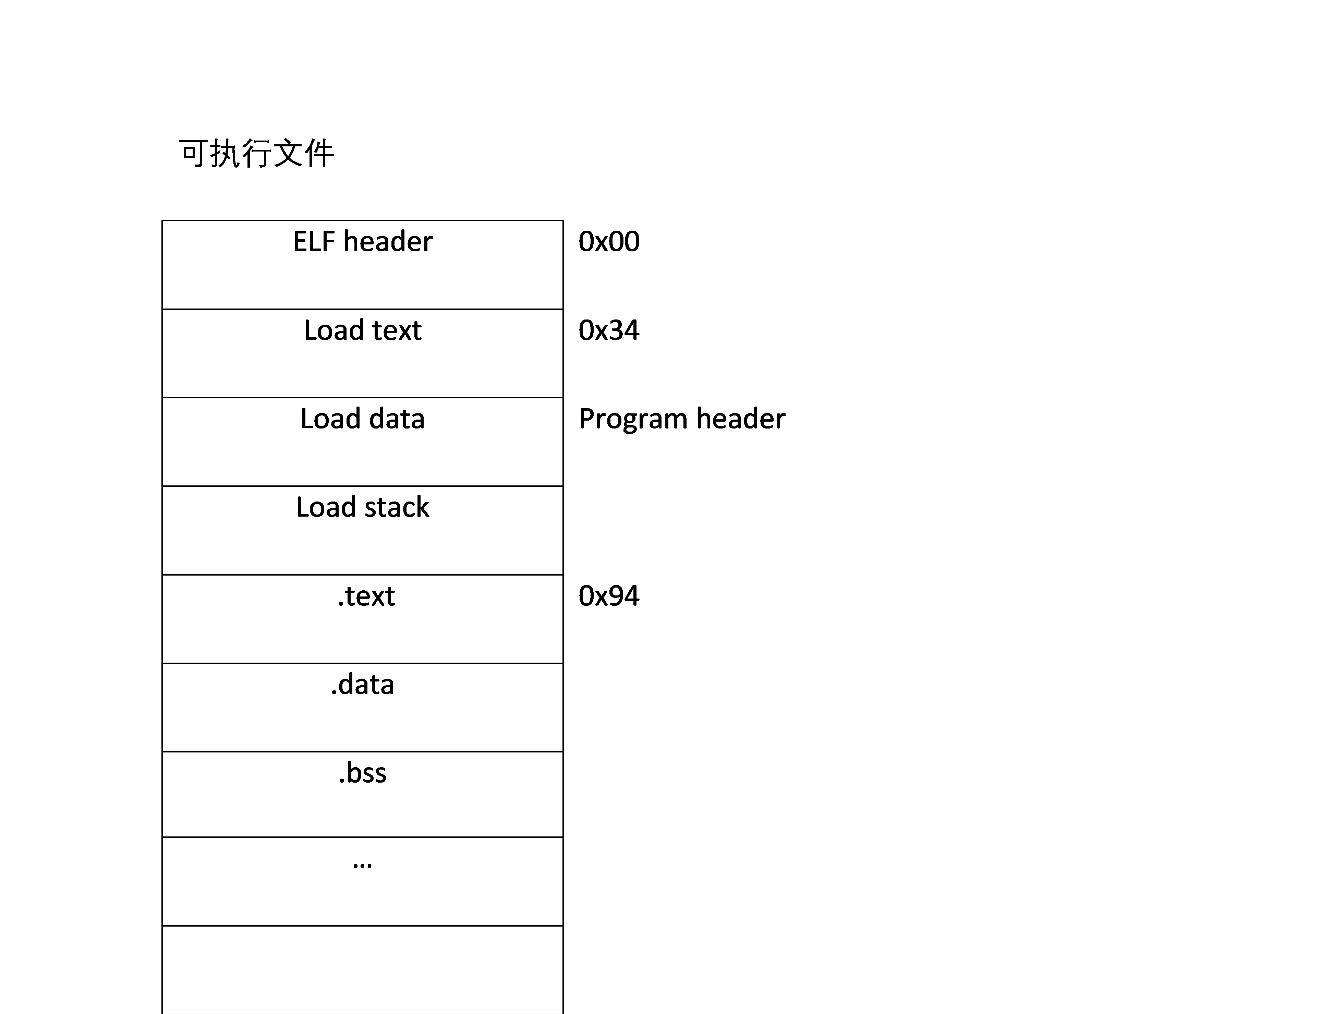 可执行文件
ELF header 0x00
Load text 0x34
Load data Program header
Load stack
.text 0x94
.data
.bss
...